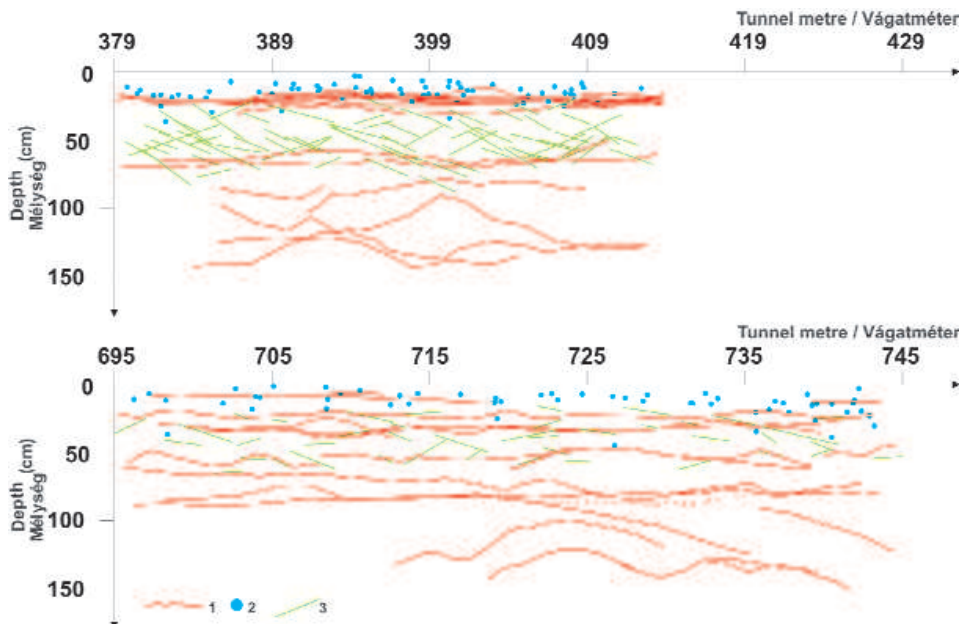 Tunnel metre / Vágatméter
379 389 399 409 419 429
0
50
100
150
Depth (cm)
Mélység
Tunnel metre / Vágatméter
695 705 715 725 735 745
0
50
100
150
Depth (cm)
Mélység
1 2 3